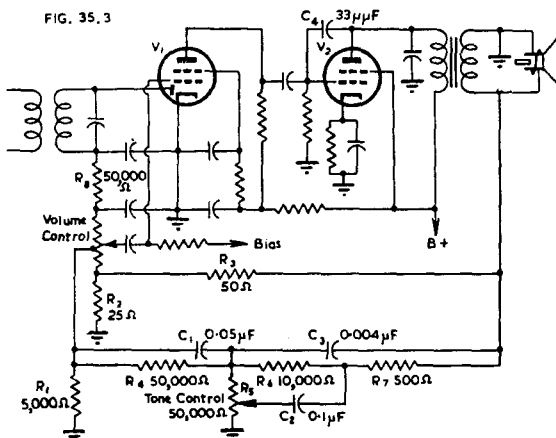 FIG. 35.3
V₁
C₄
33μμF
V₂
R₈
50,000
Ω
Volume
Control
Bias
B+
R₃
50Ω
R₂
25Ω
C₁
0.05μF
C₃
0.004μF
R₁
5,000Ω
R₄ 50,000Ω
R₅
Tone Control
50,000Ω
R₆ 10,000Ω
C₂
0.1μF
R₇ 500Ω